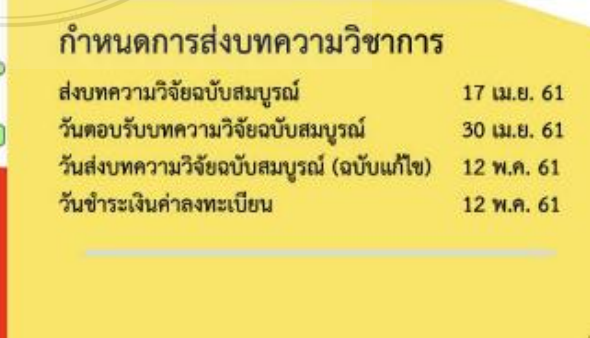 กำหนดการส่งบทความวิชาการ
ส่งบทความวิจัยฉบับสมบูรณ์ 17 เม.ย. 61
วันตอบรับบทความวิจัยฉบับสมบูรณ์ 30 เม.ย. 61
วันส่งบทความวิจัยฉบับสมบูรณ์ (ฉบับแก้ไข) 12 พ.ค. 61
วันชำระเงินค่าลงทะเบียน 12 พ.ค. 61